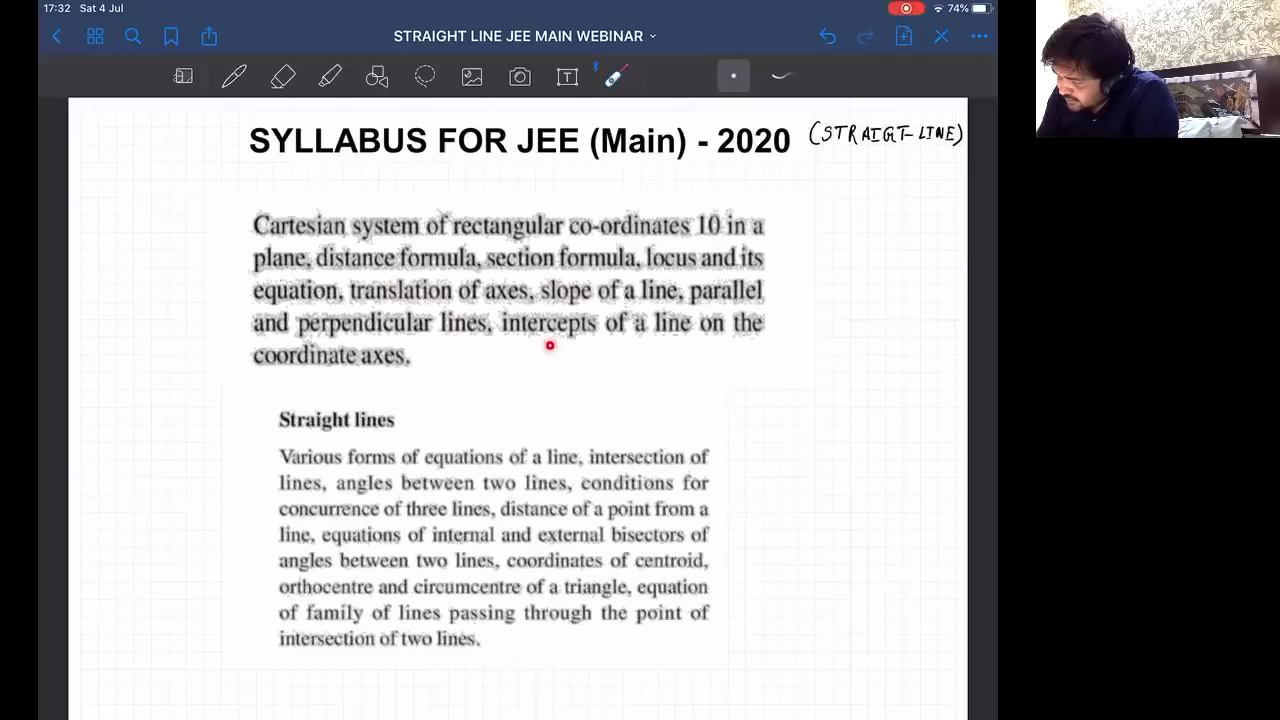 17:32 Sat 4 Jul
74%
STRAIGHT LINE JEE MAIN WEBINAR
SYLLABUS FOR JEE (Main) - 2020 (STRAIGT-LINE)
Cartesian system of rectangular co-ordinates 10 in a
plane, distance formula, section formula, locus and its
equation, translation of axes, slope of a line, parallel
and perpendicular lines, intercepts of a line on the
coordinate axes.
Straight lines
Various forms of equations of a line, intersection of
lines, angles between two lines, conditions for
concurrence of three lines, distance of a point from a
line, equations of internal and external bisectors of
angles between two lines, coordinates of centroid,
orthocentre and circumcentre of a triangle, equation
of family of lines passing through the point of
intersection of two lines.